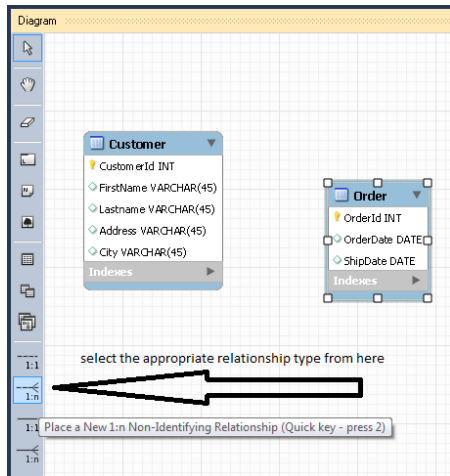 Diagram
Customer
CustomerId INT
FirstName VARCHAR(45)
Lastname VARCHAR(45)
Address VARCHAR(45)
City VARCHAR(45)
Indexes
Order
OrderId INT
OrderDate DATE
ShipDate DATE
Indexes
1:1
select the appropriate relationship type from here
1:n
1:1
Place a New 1:n Non-Identifying Relationship (Quick key - press 2)
1:n